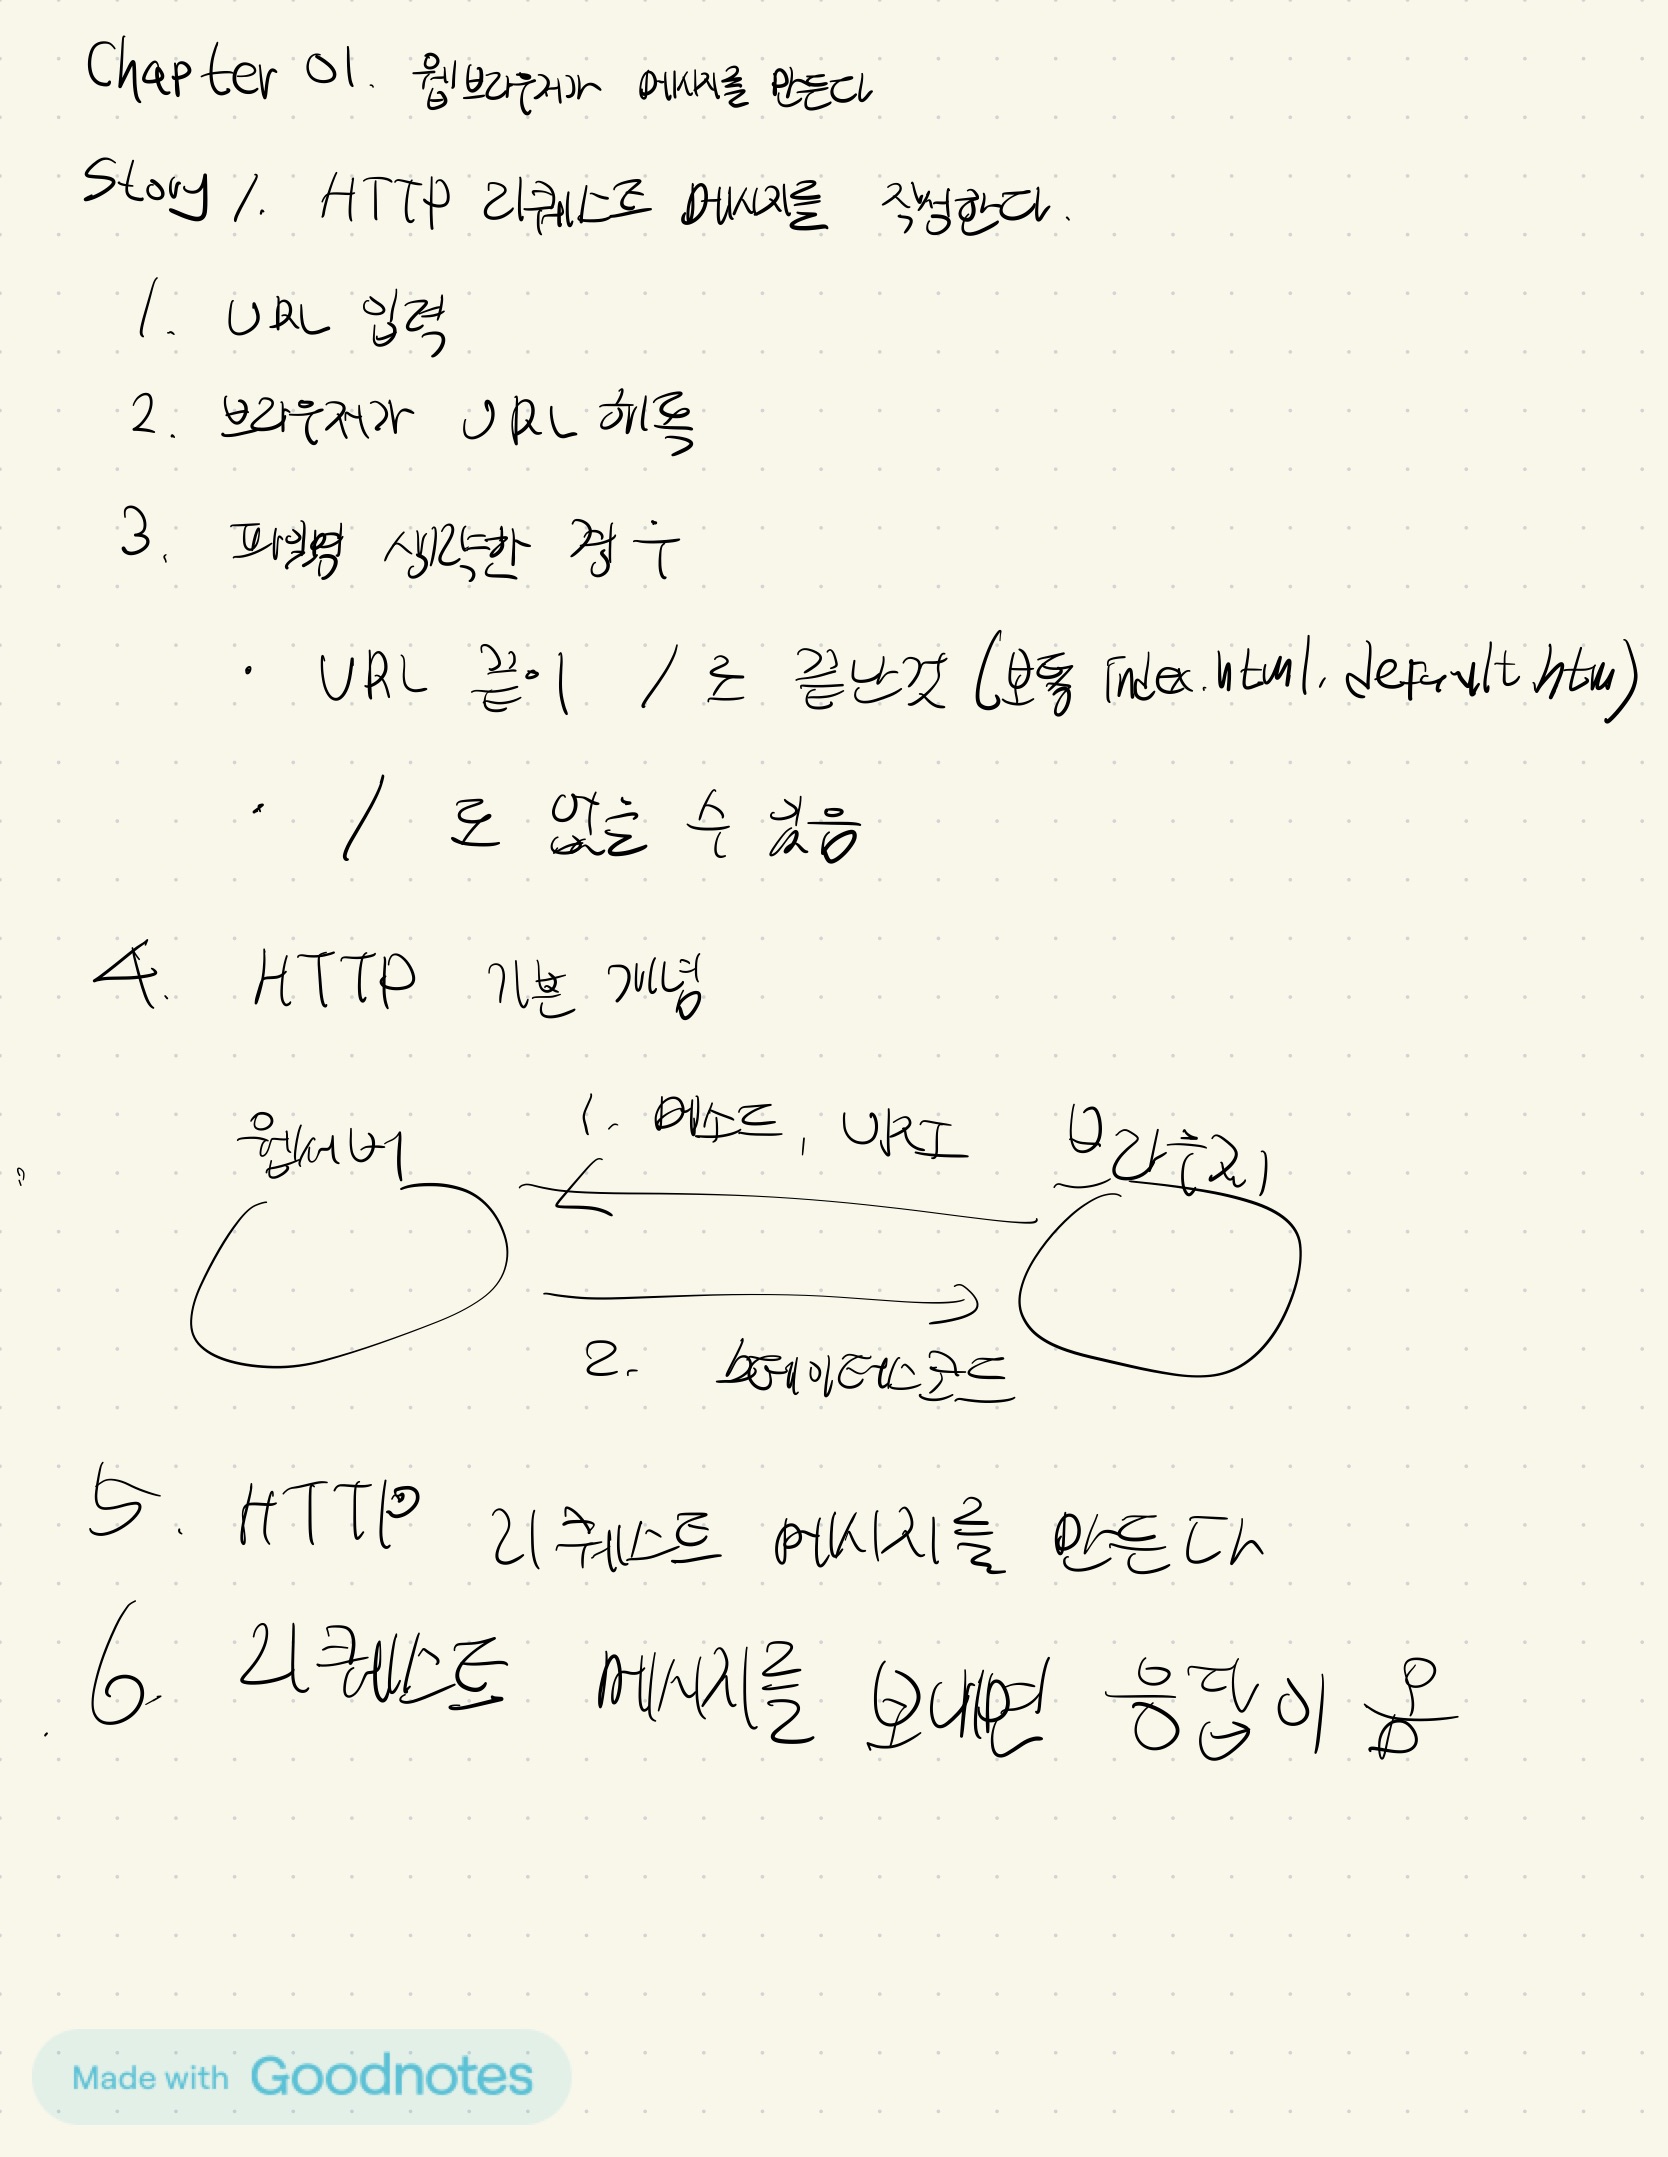 Chapter 01. 웹브라우저가 메시지를 만든다
Story 1. HTTP 리퀘스트 메시지를 작성한다.
1. URL 입력
2. 브라우저가 URL 해독
3. 파일명 생략한 경우
· URL 끝이 / 로 끝난것 (보통 index.html, default.htm)
· / 로 없을 수 있음
4. HTTP 기본 개념
웹서버 1. 메소드, URI 브라우저
2. 스테이터스코드
5. HTTP 리퀘스트 메시지를 만든다
6. 리퀘스트 메시지를 보내면 응답이 옴
Made with Goodnotes